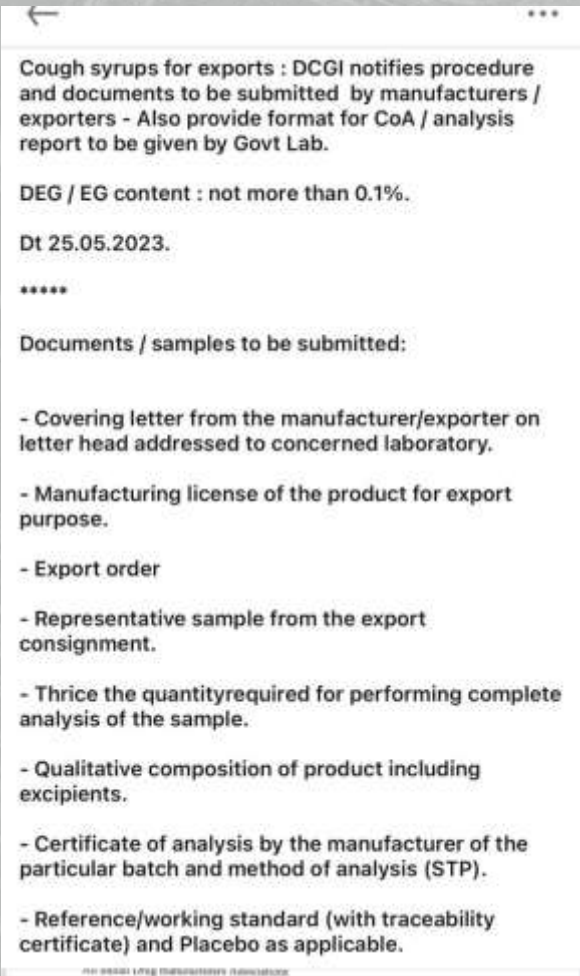 Cough syrups for exports : DCGI notifies procedure
and documents to be submitted by manufacturers /
exporters - Also provide format for CoA / analysis
report to be given by Govt Lab.
DEG / EG content : not more than 0.1%.
Dt 25.05.2023.
*****
Documents / samples to be submitted:
- Covering letter from the manufacturer/exporter on
letter head addressed to concerned laboratory.
- Manufacturing license of the product for export
purpose.
- Export order
- Representative sample from the export
consignment.
- Thrice the quantityrequired for performing complete
analysis of the sample.
- Qualitative composition of product including
excipients.
- Certificate of analysis by the manufacturer of the
particular batch and method of analysis (STP).
- Reference/working standard (with traceability
certificate) and Placebo as applicable.